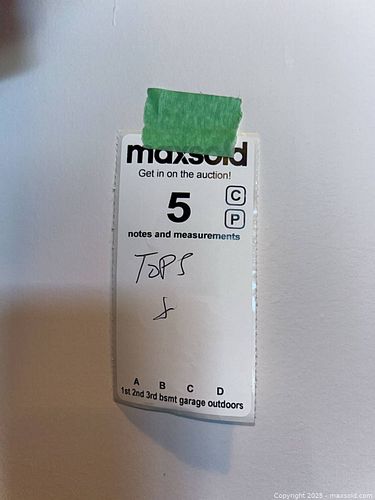 maxsold
Get in on the auction!
5
C
P
notes and measurements
TOPS
A B C D
1st 2nd 3rd bsmt garage outdoors
Copyright 2025 - maxsold.com